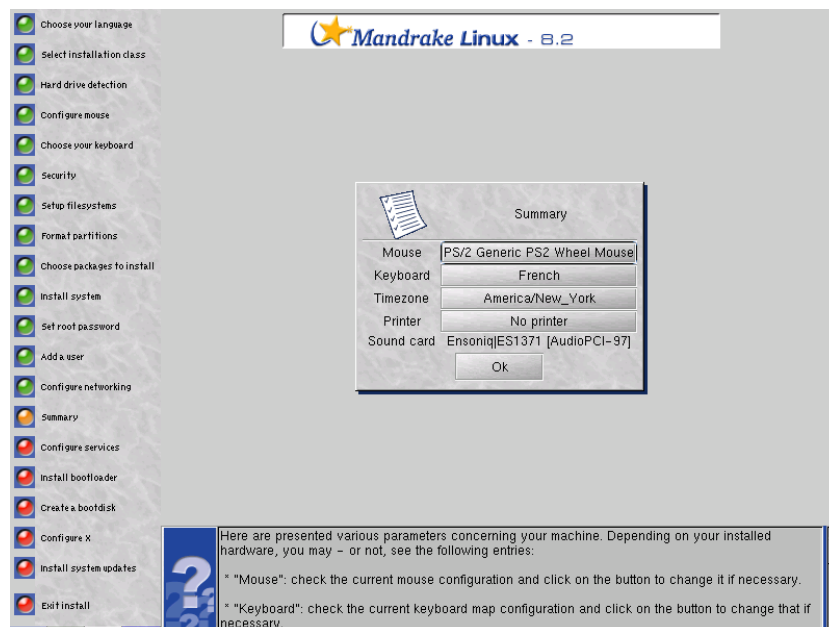 Choose your language
Select installation class
Hard drive detection
Configure mouse
Choose your keyboard
Security
Setup filesystems
Format partitions
Choose packages to install
Install system
Set root password
Add a user
Configure networking
Summary
Configure services
Install bootloader
Create a bootdisk
Configure X
Install system updates
Exit install
Mandrake Linux - 8.2
Summary
Mouse PS/2 Generic PS2 Wheel Mouse
Keyboard French
Timezone America/New_York
Printer No printer
Sound card Ensoniq|ES1371 [AudioPCI-97]
Ok
Here are presented various parameters concerning your machine. Depending on your installed
hardware, you may - or not, see the following entries:
* "Mouse": check the current mouse configuration and click on the button to change it if necessary.
* "Keyboard": check the current keyboard map configuration and click on the button to change that if
necessary.